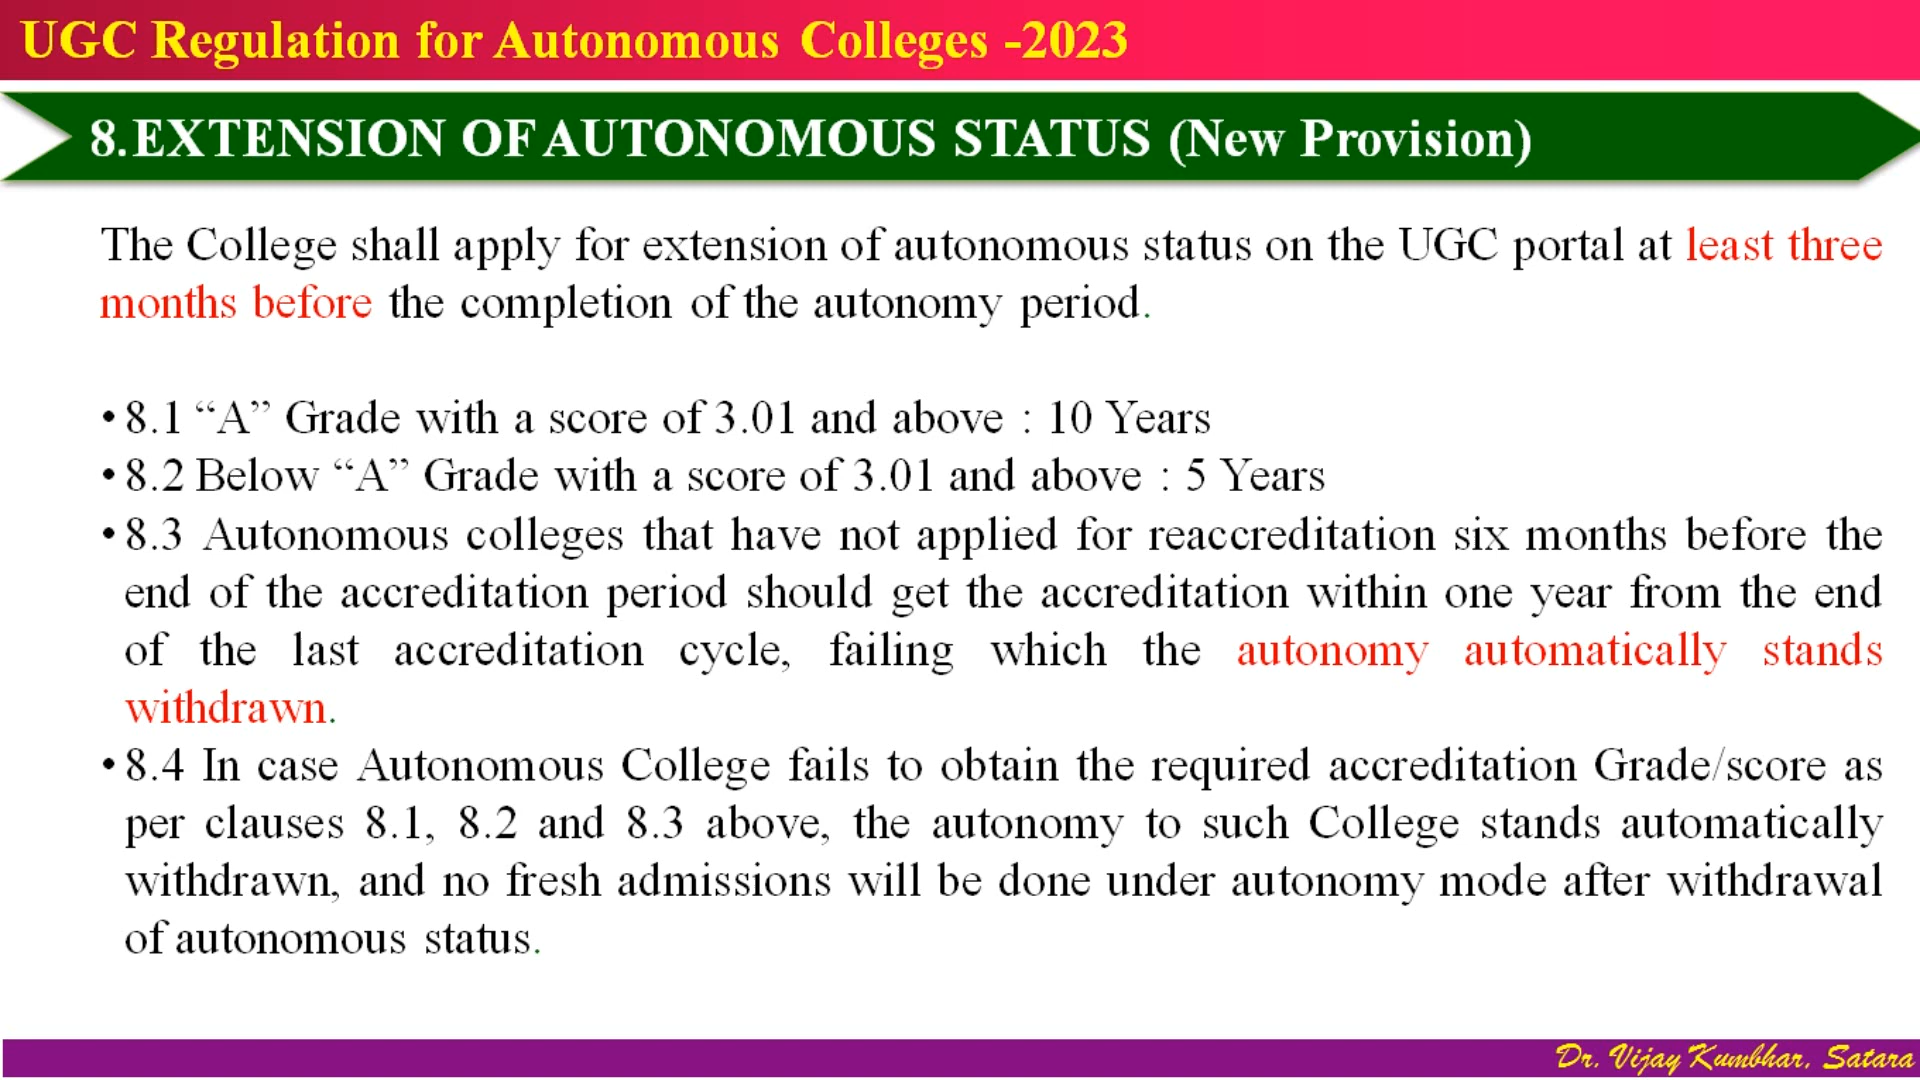 UGC Regulation for Autonomous Colleges -2023
8.EXTENSION OF AUTONOMOUS STATUS (New Provision)
The College shall apply for extension of autonomous status on the UGC portal at least three
months before the completion of the autonomy period.
• 8.1 “A” Grade with a score of 3.01 and above : 10 Years
• 8.2 Below “A” Grade with a score of 3.01 and above : 5 Years
• 8.3 Autonomous colleges that have not applied for reaccreditation six months before the
end of the accreditation period should get the accreditation within one year from the end
of the last accreditation cycle, failing which the autonomy automatically stands
withdrawn.
• 8.4 In case Autonomous College fails to obtain the required accreditation Grade/score as
per clauses 8.1, 8.2 and 8.3 above, the autonomy to such College stands automatically
withdrawn, and no fresh admissions will be done under autonomy mode after withdrawal
of autonomous status.
Dr. Vijay Kumbhar, Satara